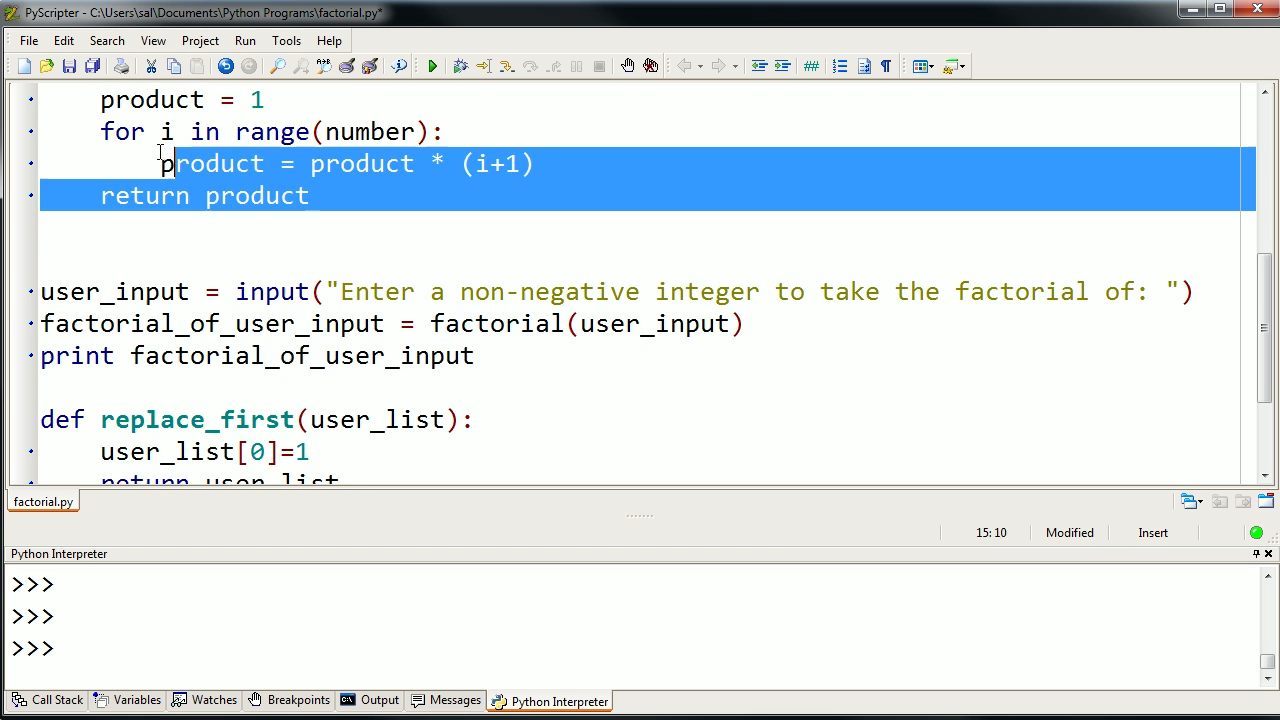 PyScripter - C:\Users\sal\Documents\Python Programs\factorial.py*
File Edit Search View Project Run Tools Help
product = 1
for i in range(number):
product = product * (i+1)
return product
user_input = input("Enter a non-negative integer to take the factorial of: ")
factorial_of_user_input = factorial(user_input)
print factorial_of_user_input
def replace_first(user_list):
user_list[0]=1
return user_list
factorial.py
15:10 Modified Insert
Python Interpreter
>>>
>>>
>>>
Call Stack Variables Watches Breakpoints Output Messages Python Interpreter